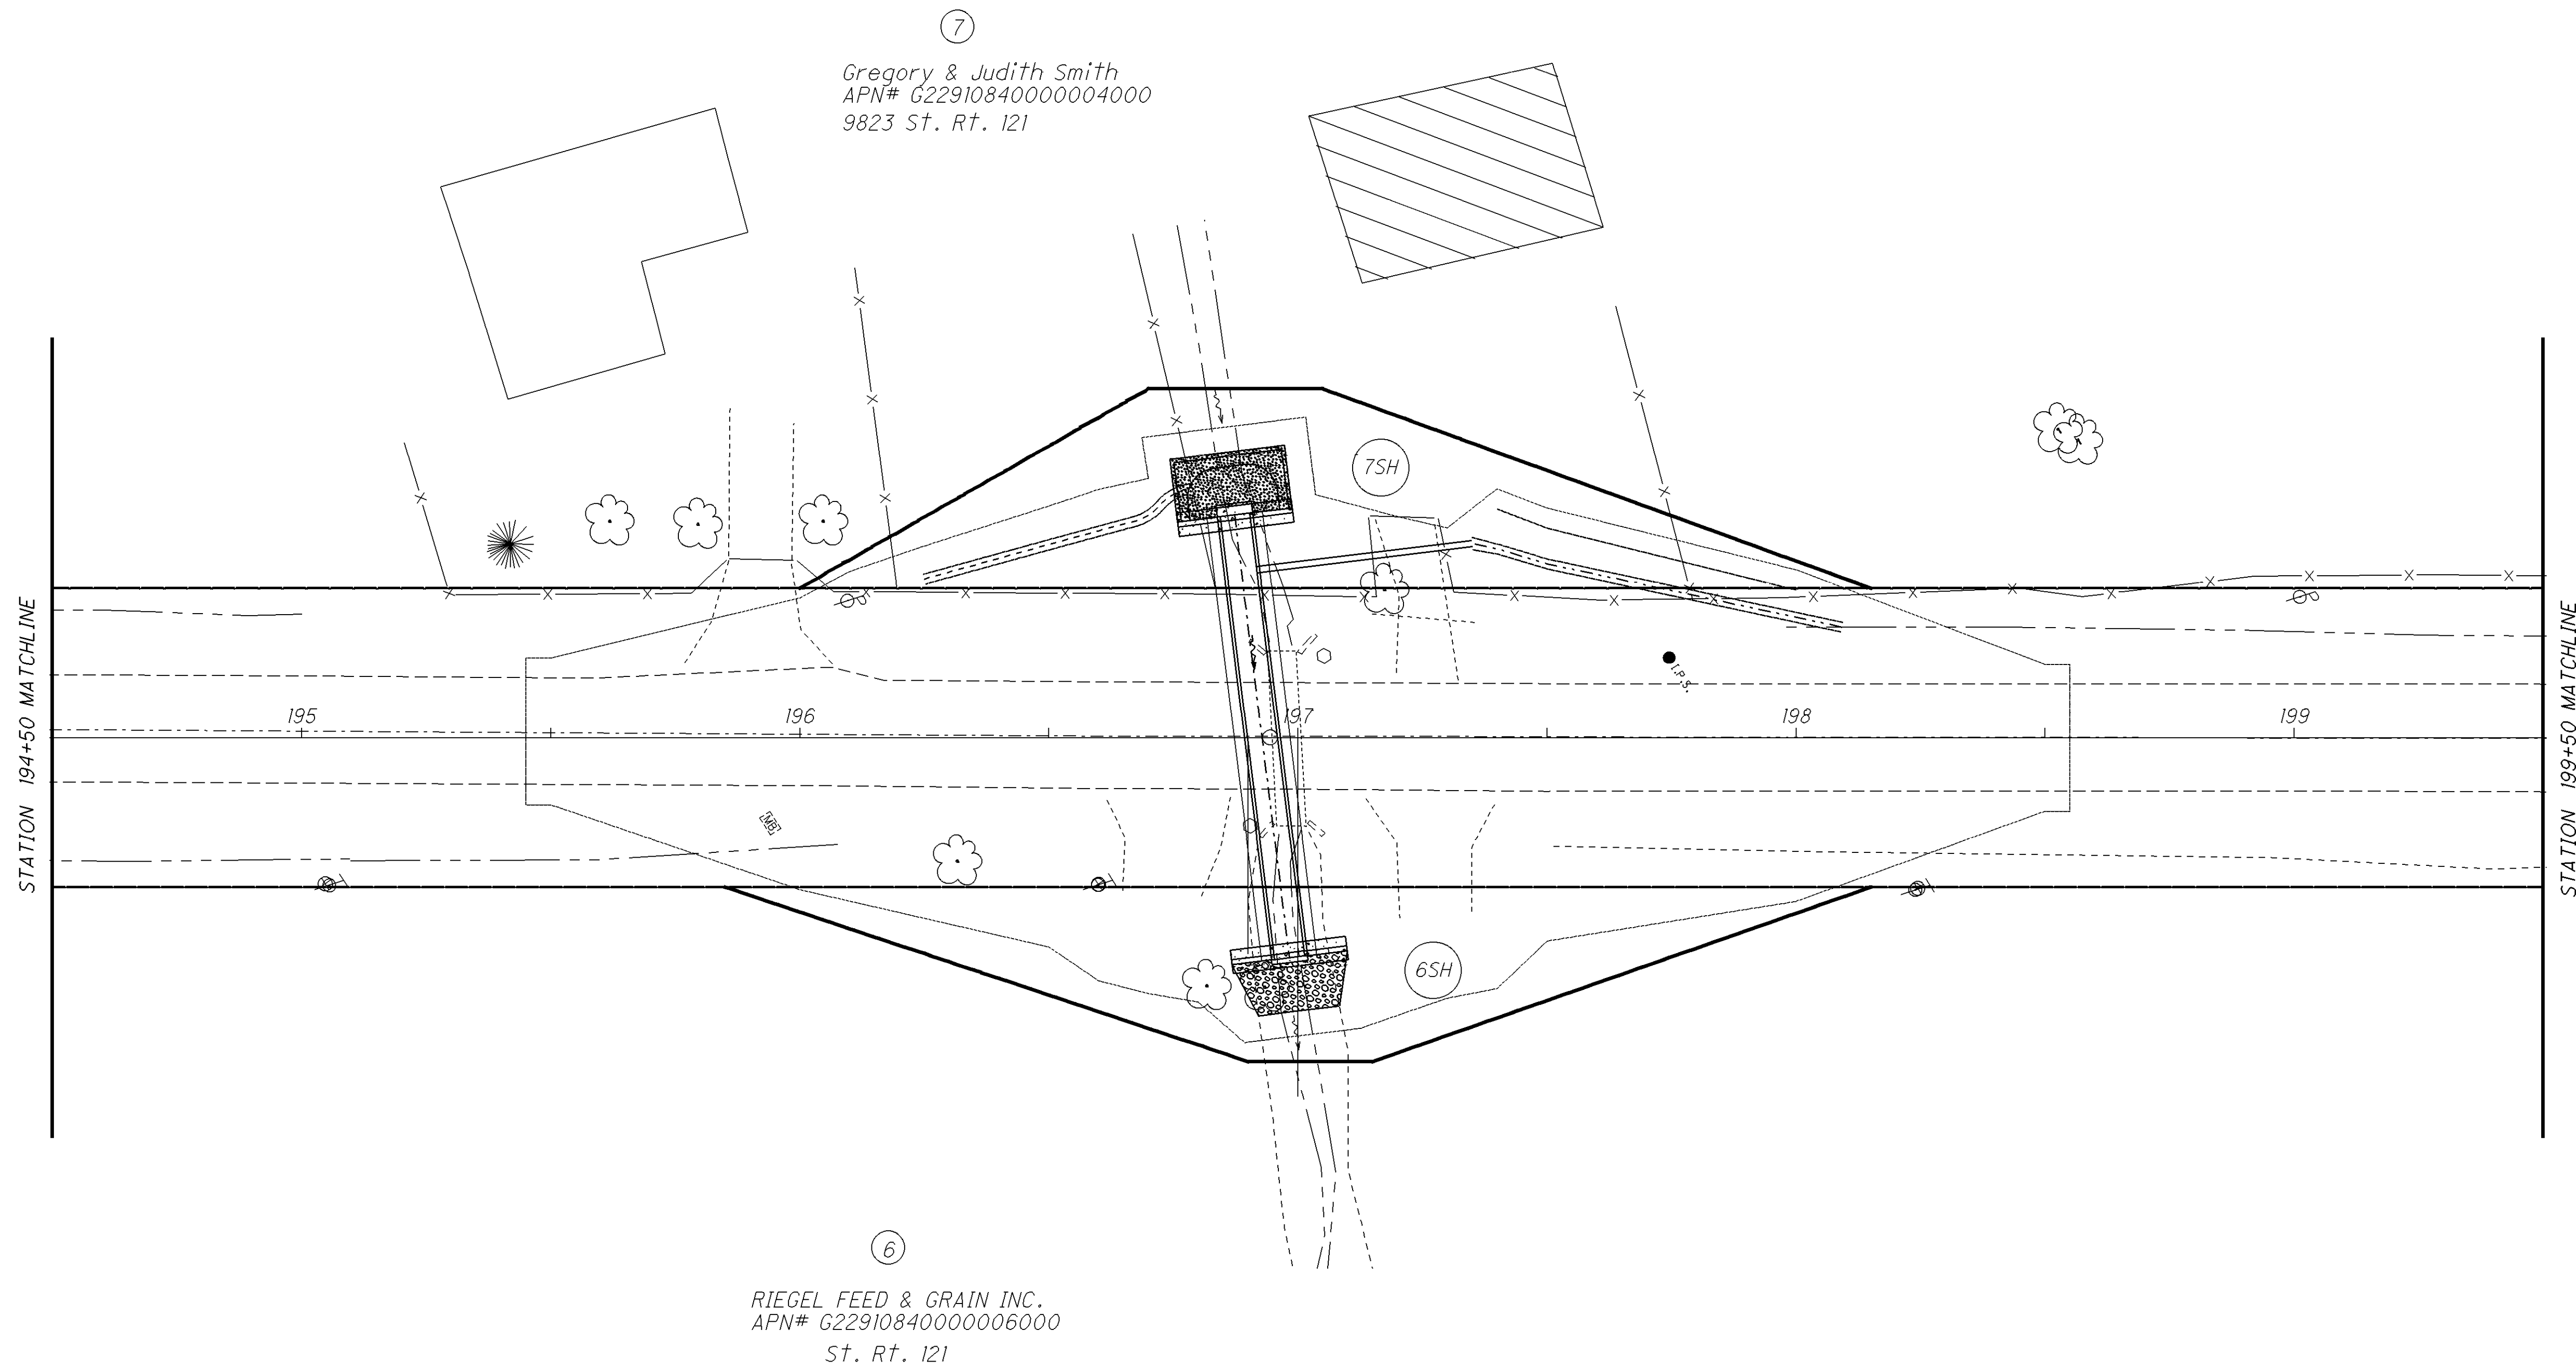 7
Gregory & Judith Smith
APN# G22910840000004000
9823 St. Rt. 121
7SH
STATION 194+50 MATCHLINE
STATION 199+50 MATCHLINE
I.P.S.
195
196
197
198
199
MB
6SH
6
RIEGEL FEED & GRAIN INC.
APN# G22910840000006000
ST. RT. 121